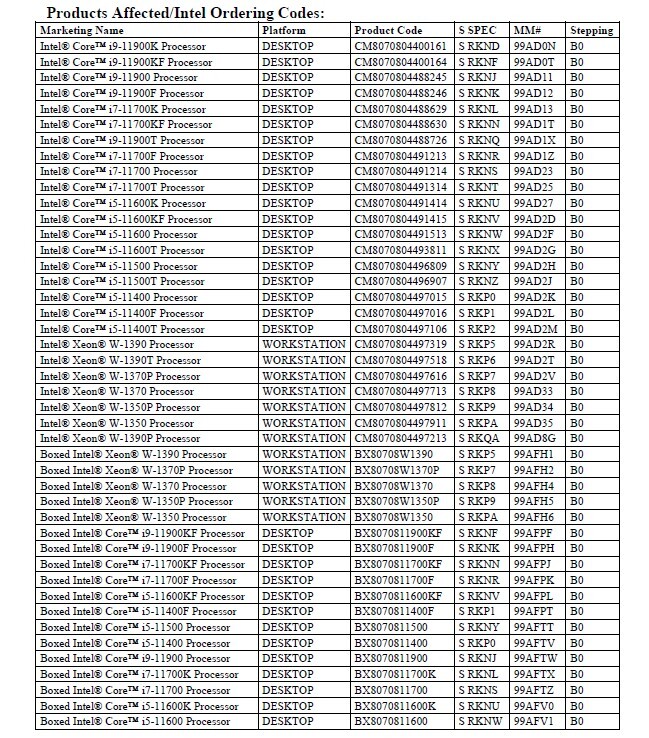 Products Affected/Intel Ordering Codes:
Marketing Name Platform Product Code S SPEC MM# Stepping
Intel® Core™ i9-11900K Processor DESKTOP CM8070804400161 S RKND 99AD0N B0
Intel® Core™ i9-11900KF Processor DESKTOP CM8070804400164 S RKNF 99AD0T B0
Intel® Core™ i9-11900 Processor DESKTOP CM8070804488245 S RKNJ 99AD11 B0
Intel® Core™ i9-11900F Processor DESKTOP CM8070804488246 S RKNK 99AD12 B0
Intel® Core™ i7-11700K Processor DESKTOP CM8070804488629 S RKNL 99AD13 B0
Intel® Core™ i7-11700KF Processor DESKTOP CM8070804488630 S RKNN 99AD1T B0
Intel® Core™ i9-11900T Processor DESKTOP CM8070804488726 S RKNQ 99AD1X B0
Intel® Core™ i7-11700F Processor DESKTOP CM8070804491213 S RKNR 99AD1Z B0
Intel® Core™ i7-11700 Processor DESKTOP CM8070804491214 S RKNS 99AD23 B0
Intel® Core™ i7-11700T Processor DESKTOP CM8070804491314 S RKNT 99AD25 B0
Intel® Core™ i5-11600K Processor DESKTOP CM8070804491414 S RKNU 99AD27 B0
Intel® Core™ i5-11600KF Processor DESKTOP CM8070804491415 S RKNV 99AD2D B0
Intel® Core™ i5-11600 Processor DESKTOP CM8070804491513 S RKNW 99AD2F B0
Intel® Core™ i5-11600T Processor DESKTOP CM8070804493811 S RKNX 99AD2G B0
Intel® Core™ i5-11500 Processor DESKTOP CM8070804496809 S RKNY 99AD2H B0
Intel® Core™ i5-11500T Processor DESKTOP CM8070804496907 S RKNZ 99AD2J B0
Intel® Core™ i5-11400 Processor DESKTOP CM8070804497015 S RKP0 99AD2K B0
Intel® Core™ i5-11400F Processor DESKTOP CM8070804497016 S RKP1 99AD2L B0
Intel® Core™ i5-11400T Processor DESKTOP CM8070804497106 S RKP2 99AD2M B0
Intel® Xeon® W-1390 Processor WORKSTATION CM8070804497319 S RKP5 99AD2R B0
Intel® Xeon® W-1390T Processor WORKSTATION CM8070804497518 S RKP6 99AD2T B0
Intel® Xeon® W-1370P Processor WORKSTATION CM8070804497616 S RKP7 99AD2V B0
Intel® Xeon® W-1370 Processor WORKSTATION CM8070804497713 S RKP8 99AD33 B0
Intel® Xeon® W-1350P Processor WORKSTATION CM8070804497812 S RKP9 99AD34 B0
Intel® Xeon® W-1350 Processor WORKSTATION CM8070804497911 S RKPA 99AD35 B0
Intel® Xeon® W-1390P Processor WORKSTATION CM8070804497213 S RKQA 99AD8G B0
Boxed Intel® Xeon® W-1390 Processor WORKSTATION BX80708W1390 S RKP5 99AFH1 B0
Boxed Intel® Xeon® W-1370P Processor WORKSTATION BX80708W1370P S RKP7 99AFH2 B0
Boxed Intel® Xeon® W-1370 Processor WORKSTATION BX80708W1370 S RKP8 99AFH4 B0
Boxed Intel® Xeon® W-1350P Processor WORKSTATION BX80708W1350P S RKP9 99AFH5 B0
Boxed Intel® Xeon® W-1350 Processor WORKSTATION BX80708W1350 S RKPA 99AFH6 B0
Boxed Intel® Core™ i9-11900KF Processor DESKTOP BX8070811900KF S RKNF 99AFPF B0
Boxed Intel® Core™ i9-11900F Processor DESKTOP BX8070811900F S RKNK 99AFPH B0
Boxed Intel® Core™ i7-11700KF Processor DESKTOP BX8070811700KF S RKNN 99AFPJ B0
Boxed Intel® Core™ i7-11700F Processor DESKTOP BX8070811700F S RKNR 99AFPK B0
Boxed Intel® Core™ i5-11600KF Processor DESKTOP BX8070811600KF S RKNV 99AFPL B0
Boxed Intel® Core™ i5-11400F Processor DESKTOP BX8070811400F S RKP1 99AFPT B0
Boxed Intel® Core™ i5-11500 Processor DESKTOP BX8070811500 S RKNY 99AFTT B0
Boxed Intel® Core™ i5-11400 Processor DESKTOP BX8070811400 S RKP0 99AFTV B0
Boxed Intel® Core™ i9-11900 Processor DESKTOP BX8070811900 S RKNJ 99AFTW B0
Boxed Intel® Core™ i7-11700K Processor DESKTOP BX8070811700K S RKNL 99AFTX B0
Boxed Intel® Core™ i7-11700 Processor DESKTOP BX8070811700 S RKNS 99AFTZ B0
Boxed Intel® Core™ i5-11600K Processor DESKTOP BX8070811600K S RKNU 99AFV0 B0
Boxed Intel® Core™ i5-11600 Processor DESKTOP BX8070811600 S RKNW 99AFV1 B0